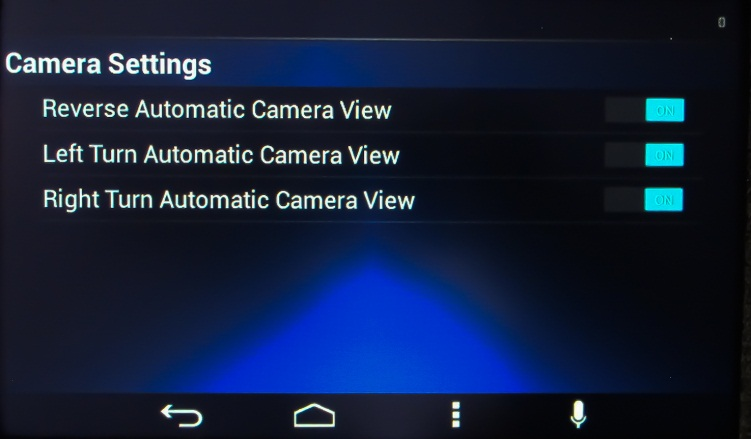 Camera Settings
Reverse Automatic Camera View ON
Left Turn Automatic Camera View ON
Right Turn Automatic Camera View ON